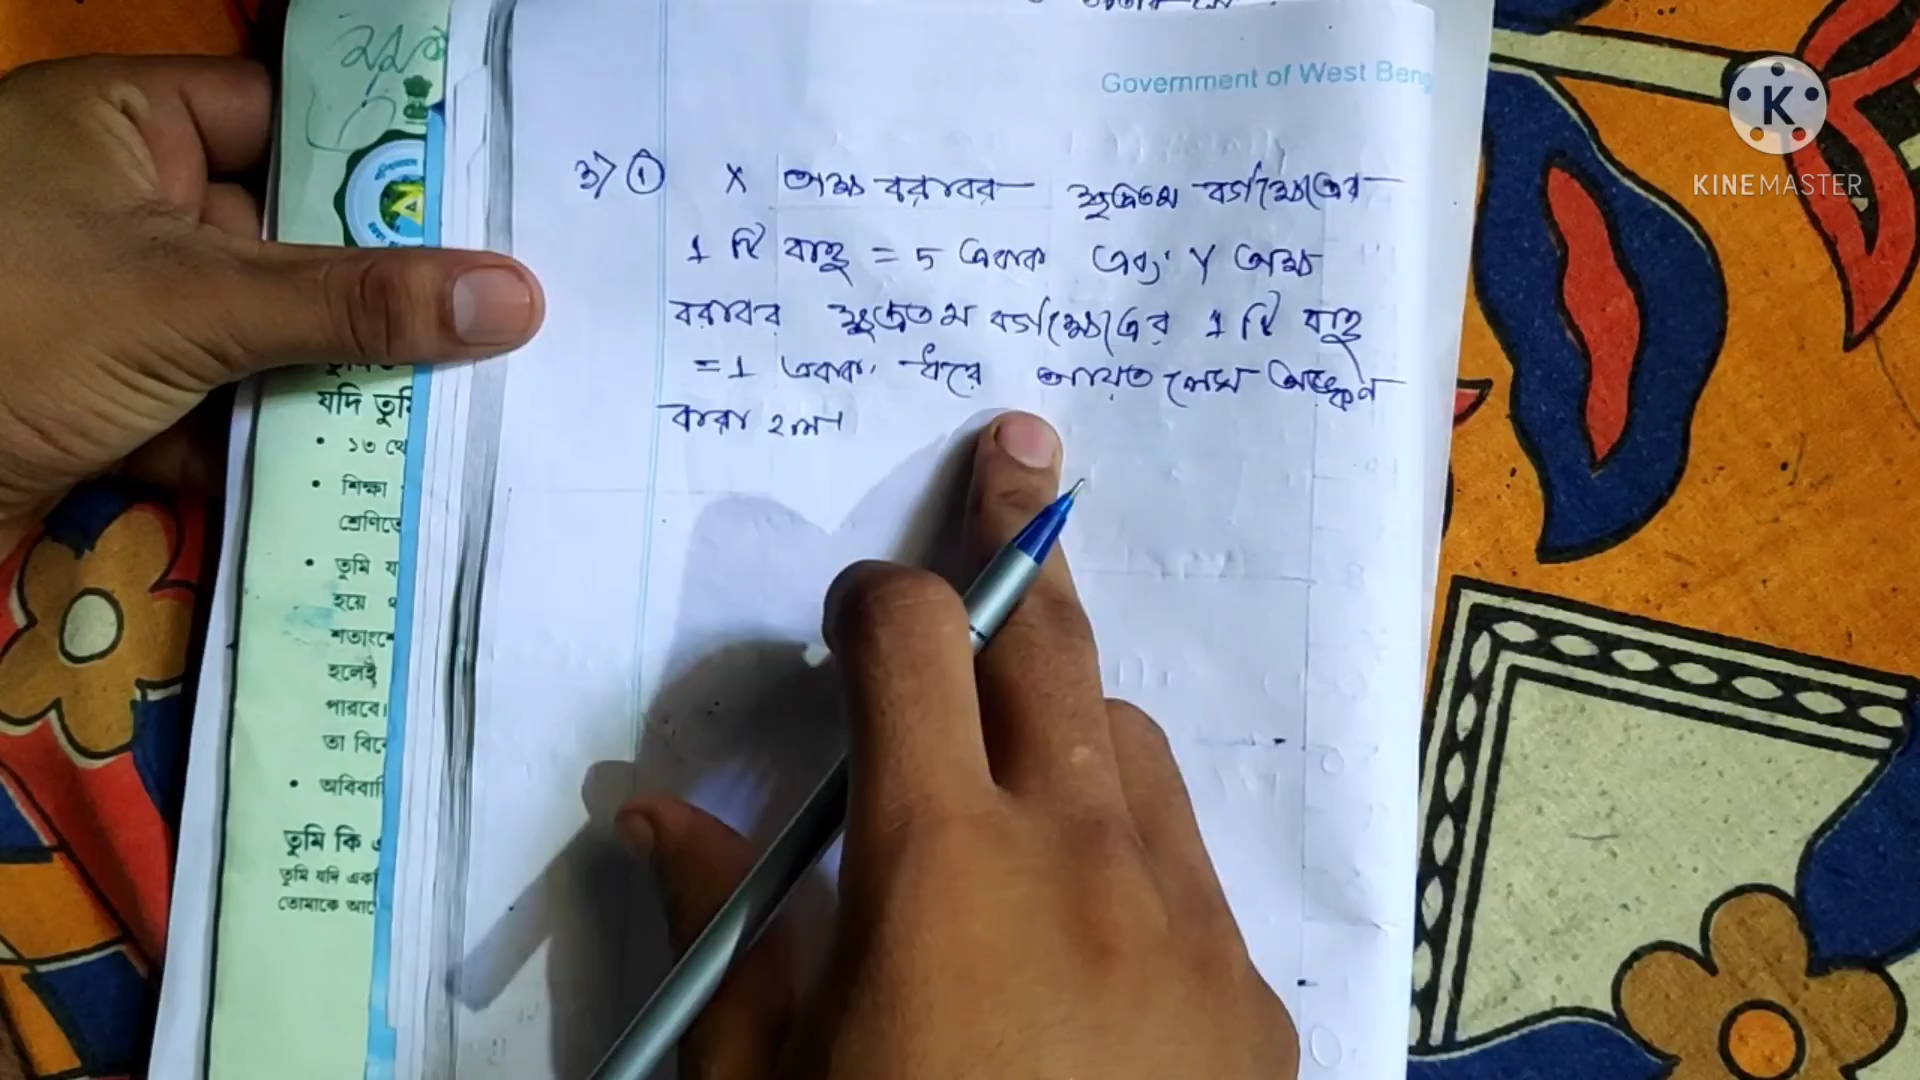 Government of West Beng
K
KINEMASTER
3) ① X অক্ষ বরাবর ক্ষুদ্রতম বর্গক্ষেত্রের
1 টি বাহু = 5 একক এবং Y অক্ষ
বরাবর ক্ষুদ্রতম বর্গক্ষেত্রের 1 টি বাহু
= 1 একক ধরে আয়তলেখ অঙ্কণ
করা হল।
যদি তুমি
• ১৩ থে
• শিক্ষা
শ্রেণিতে
• তুমি য
হয়ে
শতাংশে
হলেই
পারবে।
তা বিবে
• অবিবাহি
তুমি কি এ
তুমি যদি একা
তোমাকে আে